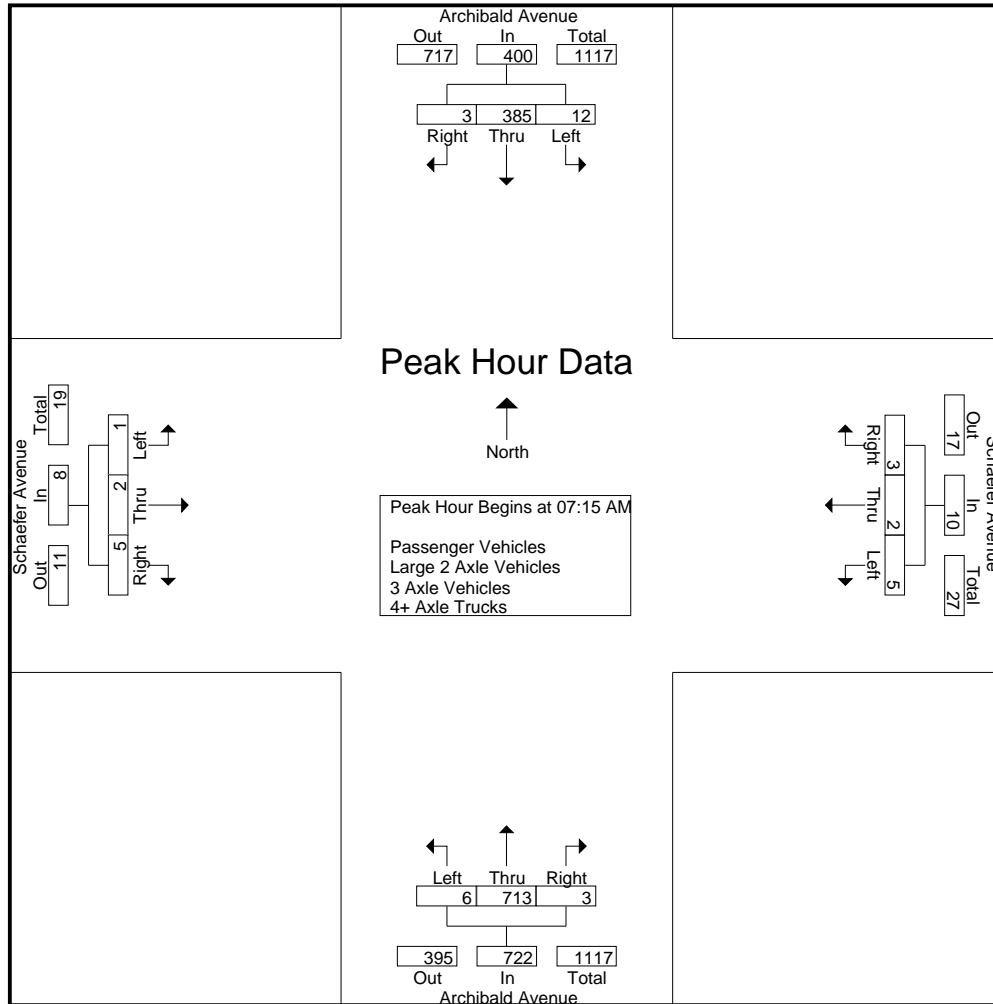 Archibald Avenue
Out In Total
717 400 1117
3 385 12
Right Thru Left
Peak Hour Data
North
Peak Hour Begins at 07:15 AM
Passenger Vehicles
Large 2 Axle Vehicles
3 Axle Vehicles
4+ Axle Trucks
Schaefer Avenue
Out In Total
11 8 19
Right Thru Left
5 2 1
Schaefer Avenue
Out In Total
17 10 27
Right Thru Left
3 2 5
Left Thru Right
6 713 3
395 722 1117
Out In Total
Archibald Avenue